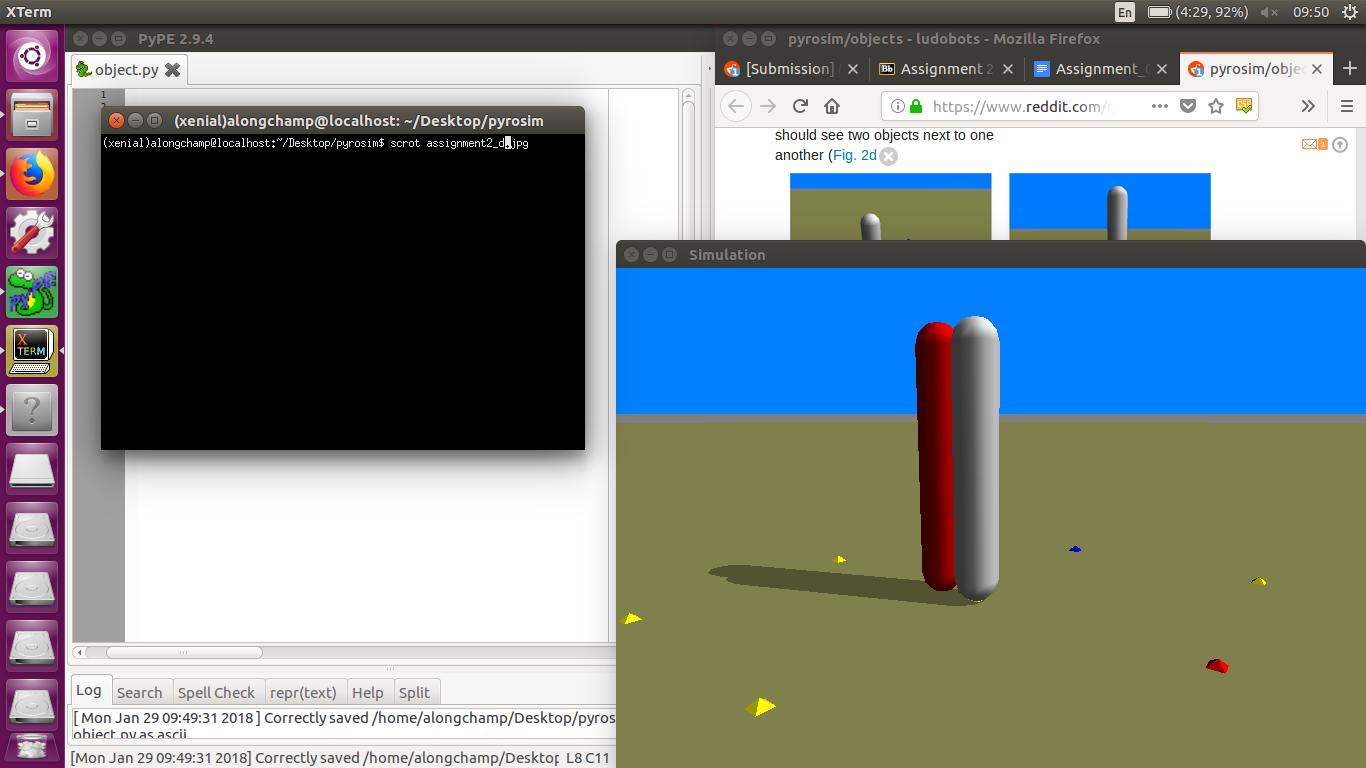 XTerm
En (4:29, 92%) 09:50
PyPE 2.9.4
object.py
1
(xenial)alongchamp@localhost: ~/Desktop/pyrosim
(xenial)alongchamp@localhost:~/Desktop/pyrosim$ scrot assignment2_d.jpg
pyrosim/objects - ludobots - Mozilla Firefox
[Submission] Bb Assignment 2 Assignment_ pyrosim/obje
https://www.reddit.com/
should see two objects next to one
another (Fig. 2d
1
Simulation
PyPE
X
TERM
?
Log Search Spell Check repr(text) Help Split
[ Mon Jan 29 09:49:31 2018 ] Correctly saved /home/alongchamp/Desktop/pyros
object.py as ascii
[Mon Jan 29 09:49:31 2018] Correctly saved /home/alongchamp/Desktop L8 C11